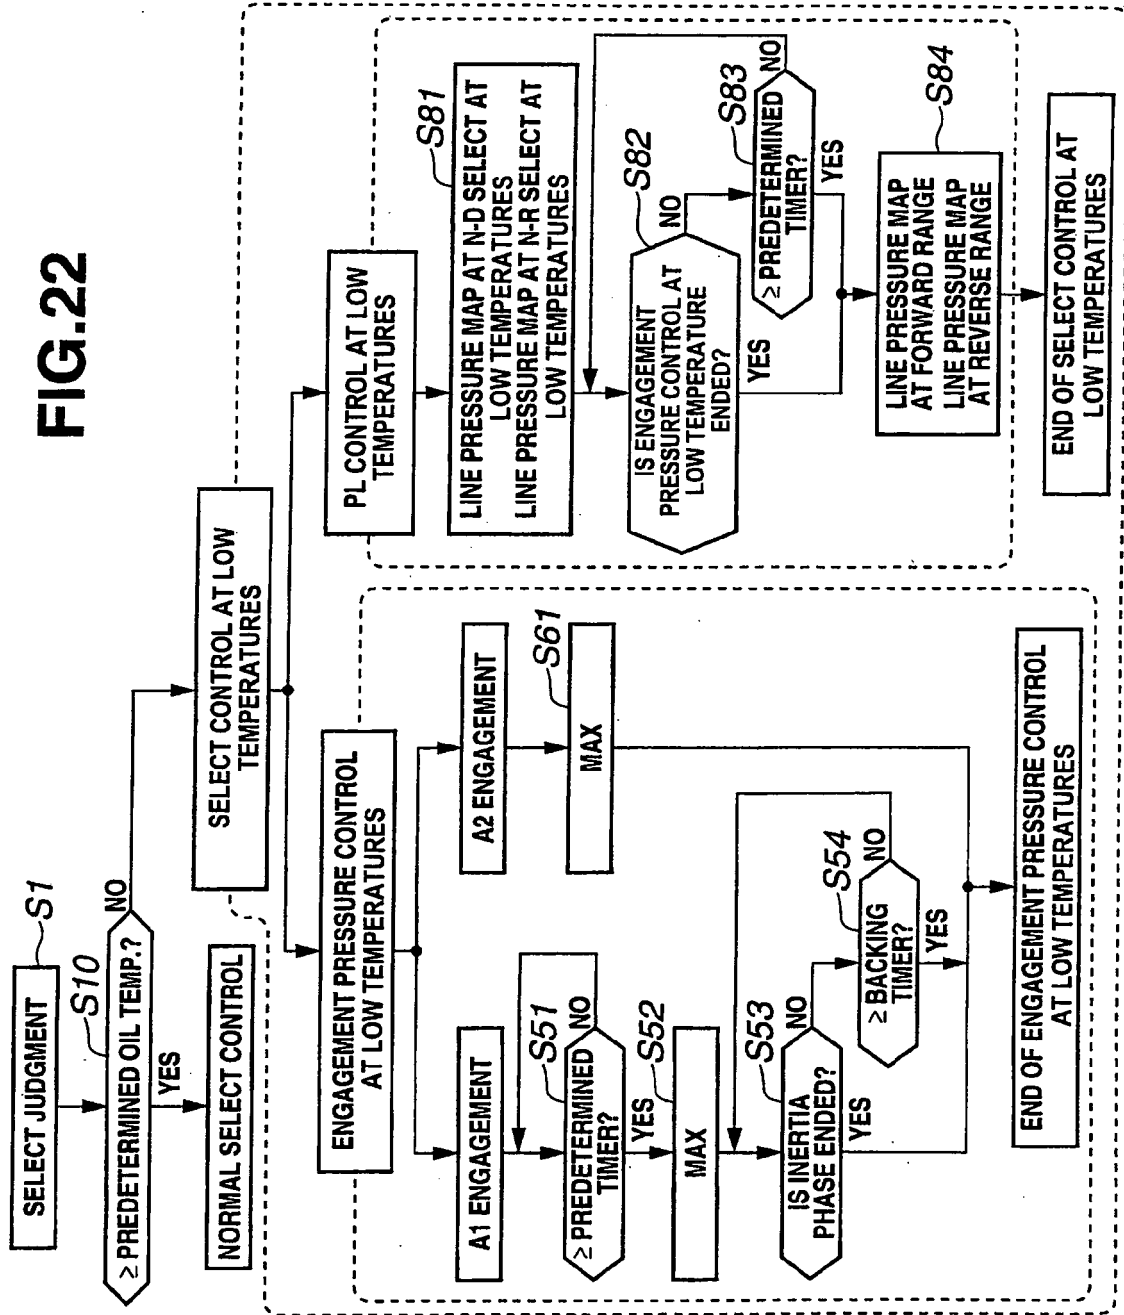 FIG.22
SELECT JUDGMENT
S1
≥ PREDETERMINED OIL TEMP.?
S10
NO
YES
NORMAL SELECT CONTROL
SELECT CONTROL AT LOW
TEMPERATURES
ENGAGEMENT PRESSURE CONTROL
AT LOW TEMPERATURES
A1 ENGAGEMENT
≥ PREDETERMINED
TIMER?
S51
NO
YES
S52
MAX
IS INERTIA
PHASE ENDED?
S53
NO
YES
≥ BACKING
TIMER?
S54
NO
YES
A2 ENGAGEMENT
S61
MAX
END OF ENGAGEMENT PRESSURE CONTROL
AT LOW TEMPERATURES
PL CONTROL AT LOW
TEMPERATURES
S81
LINE PRESSURE MAP AT N-D SELECT AT
LOW TEMPERATURES
LINE PRESSURE MAP AT N-R SELECT AT
LOW TEMPERATURES
IS ENGAGEMENT
PRESSURE CONTROL AT
LOW TEMPERATURE
ENDED?
S82
NO
YES
≥ PREDETERMINED
TIMER?
S83
NO
YES
S84
LINE PRESSURE MAP
AT FORWARD RANGE
LINE PRESSURE MAP
AT REVERSE RANGE
END OF SELECT CONTROL AT
LOW TEMPERATURES